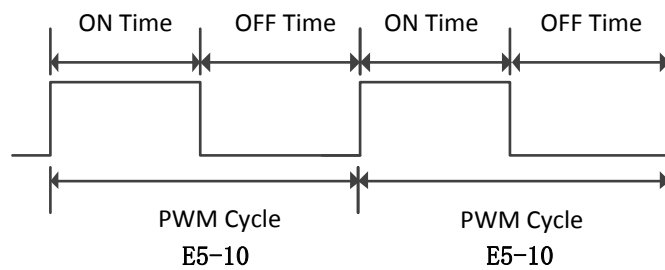 ON Time OFF Time ON Time OFF Time
PWM Cycle PWM Cycle
E5-10 E5-10